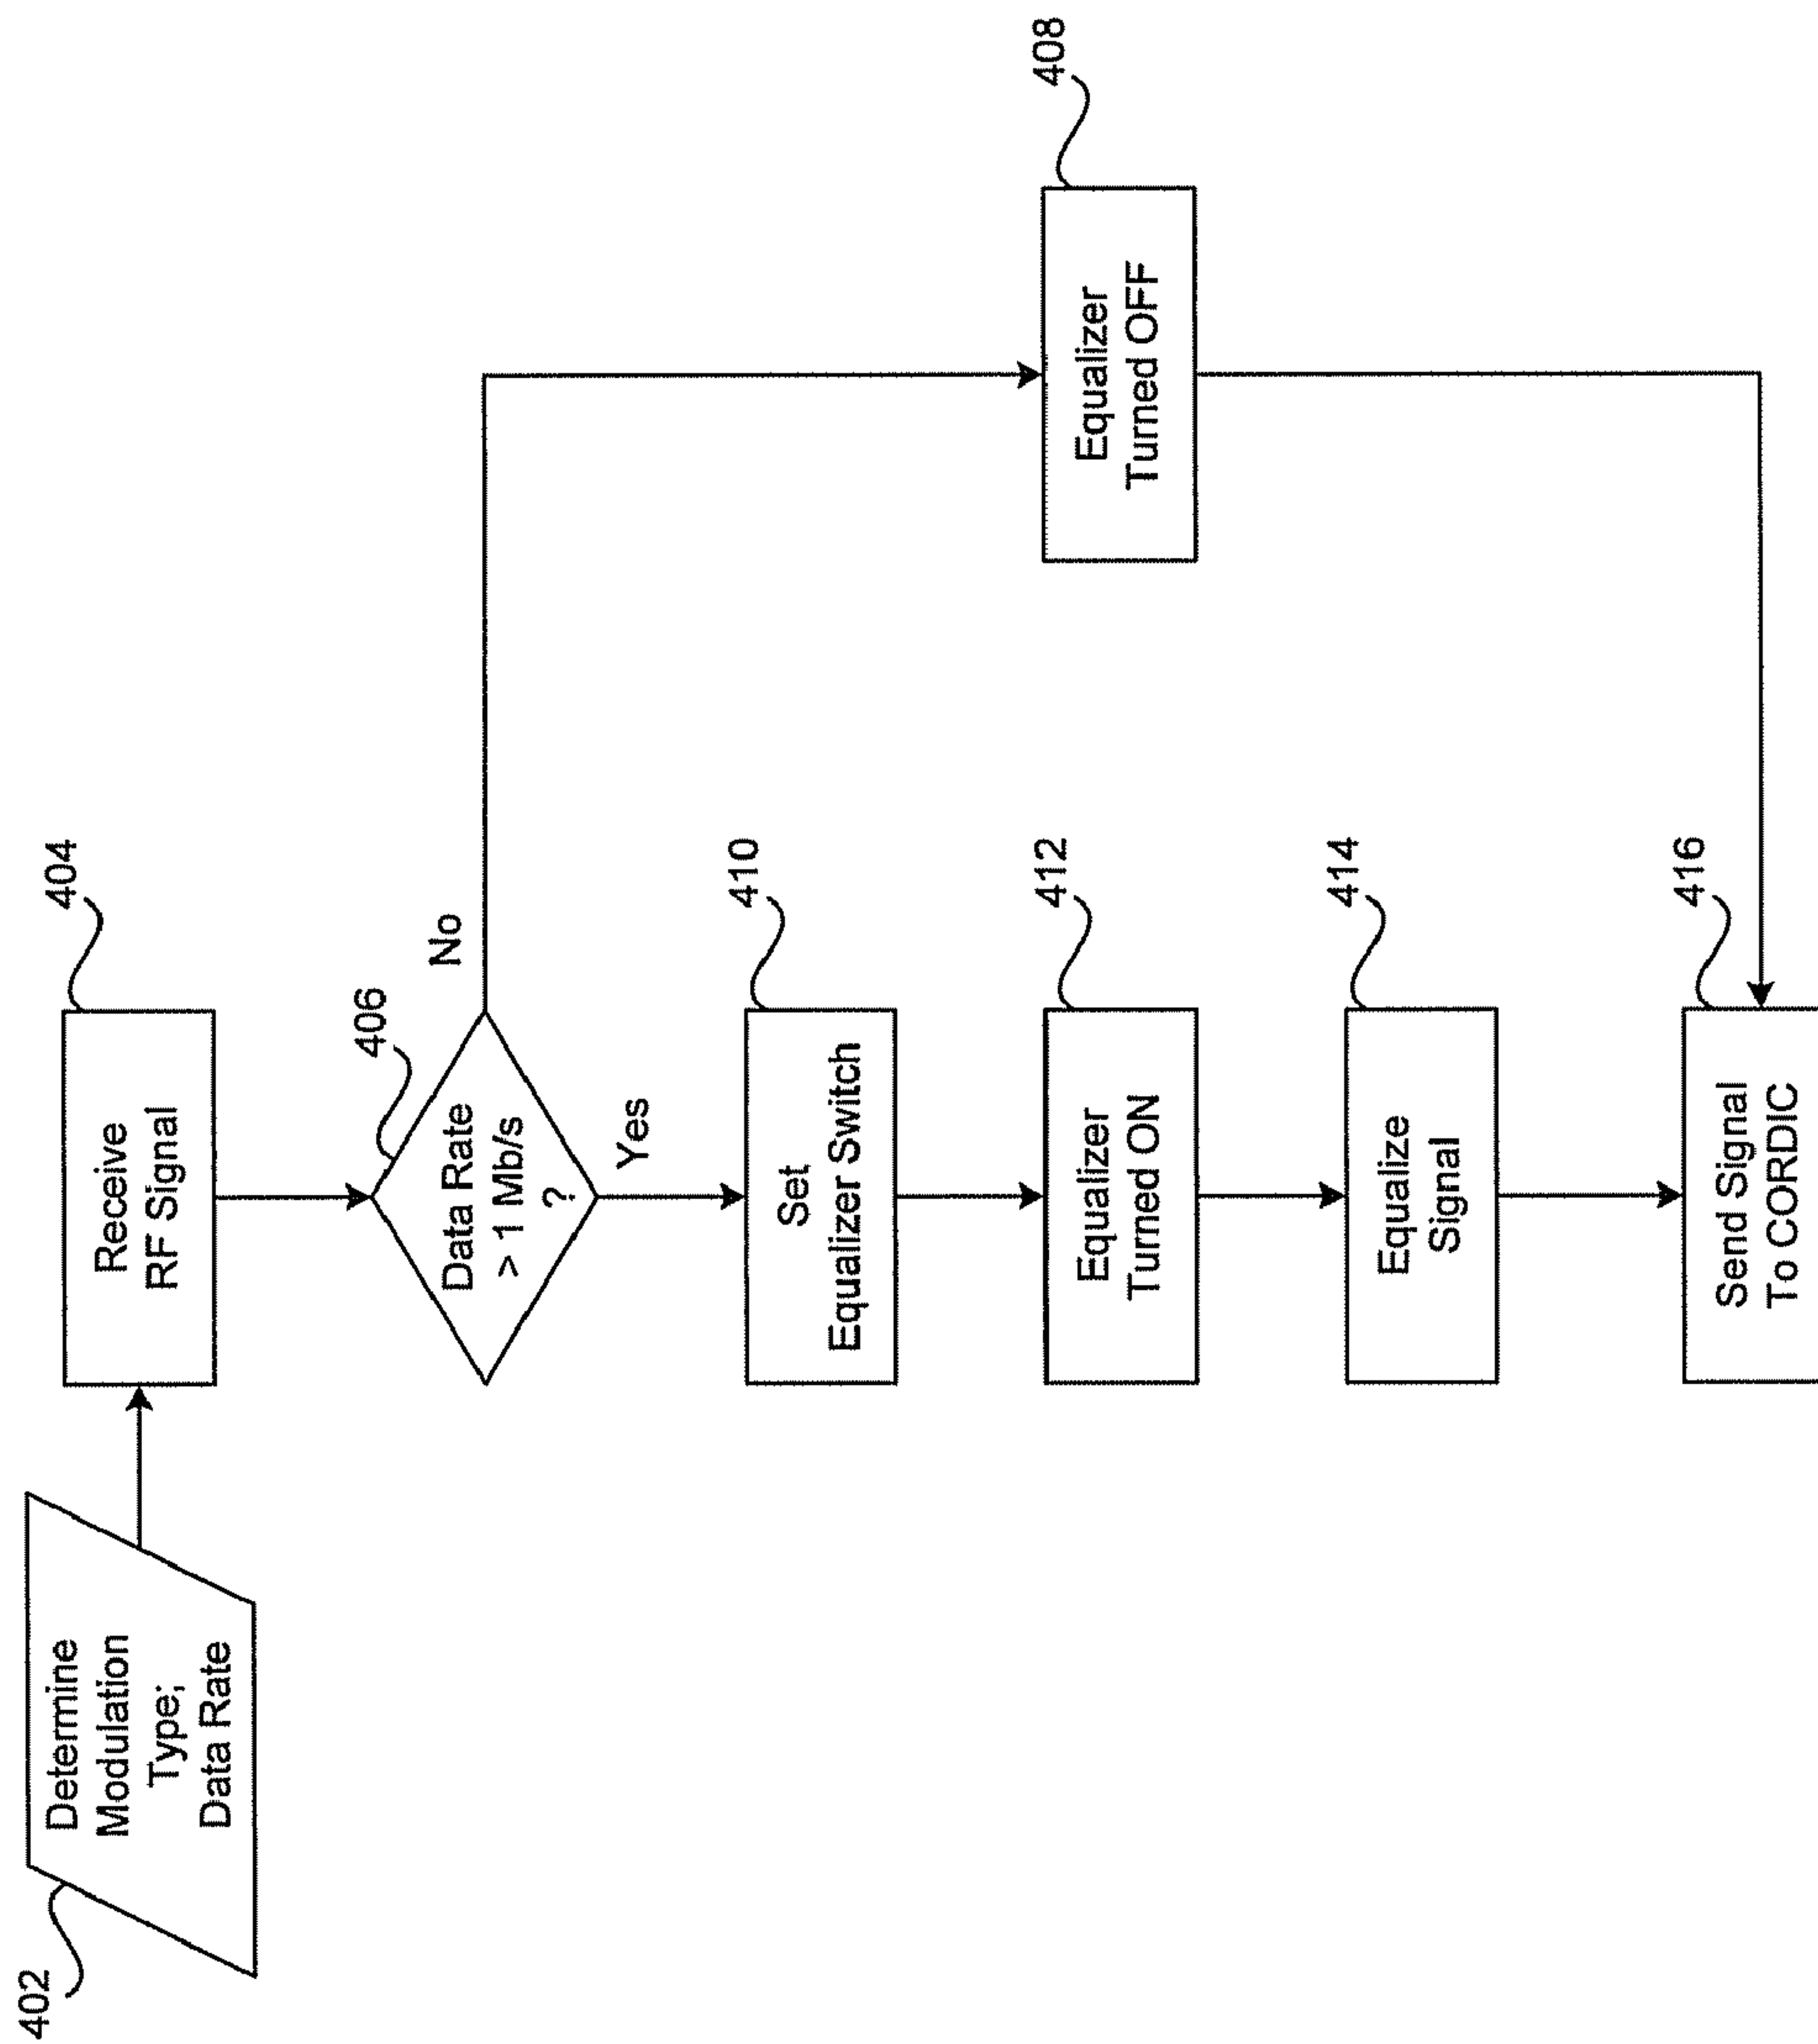 402
Determine
Modulation
Type;
Data Rate
404
Receive
RF Signal
406
Data Rate
> 1 Mb/s
?
No
Yes
408
Equalizer
Turned OFF
410
Set
Equalizer Switch
412
Equalizer
Turned ON
414
Equalize
Signal
416
Send Signal
To CORDIC